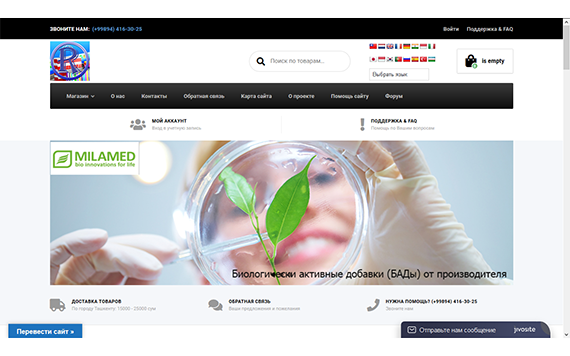 ЗВОНИТЕ НАМ: (+99894) 416-30-25
Войти Поддержка & FAQ
Поиск по товарам...
Выбрать язык
is empty
Магазин О нас Контакты Обратная связь Карта сайта О проекте Помощь сайту Форум
МОЙ АККАУНТ
Вход в учетную запись
ПОДДЕРЖКА & FAQ
Помощь по Вашим вопросам
MILAMED
bio innovations for life
Биологически активные добавки (БАДы) от производителя
ДОСТАВКА ТОВАРОВ
По городу Ташкенту: 15000 - 25000 сум
ОБРАТНАЯ СВЯЗЬ
Ваши предложения и пожелания
НУЖНА ПОМОЩЬ? (+99894) 416-30-25
Звоните нам
Перевести сайт »
Отправьте нам сообщение jivosite